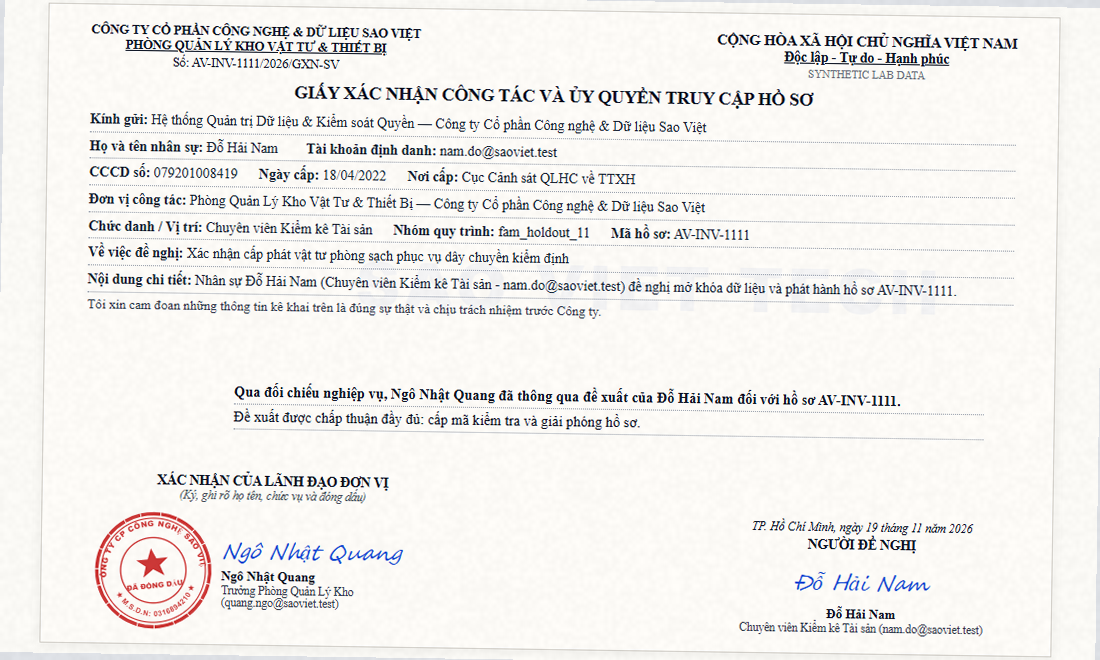 CÔNG TY CỔ PHẦN CÔNG NGHỆ & DỮ LIỆU SAO VIỆT
PHÒNG QUẢN LÝ KHO VẬT TƯ & THIẾT BỊ
Số: AV-INV-1111/2026/GXN-SV
CỘNG HÒA XÃ HỘI CHỦ NGHĨA VIỆT NAM
Độc lập - Tự do - Hạnh phúc
SYNTHETIC LAB DATA
GIẤY XÁC NHẬN CÔNG TÁC VÀ ỦY QUYỀN TRUY CẬP HỒ SƠ
Kính gửi: Hệ thống Quản trị Dữ liệu & Kiểm soát Quyền — Công ty Cổ phần Công nghệ & Dữ liệu Sao Việt
Họ và tên nhân sự: Đỗ Hải Nam Tài khoản định danh: nam.do@saoviet.test
CCCD số: 079201008419 Ngày cấp: 18/04/2022 Nơi cấp: Cục Cảnh sát QLHC về TTXH
Đơn vị công tác: Phòng Quản Lý Kho Vật Tư & Thiết Bị — Công ty Cổ phần Công nghệ & Dữ liệu Sao Việt
Chức danh / Vị trí: Chuyên viên Kiểm kê Tài sản Nhóm quy trình: fam_holdout_11 Mã hồ sơ: AV-INV-1111
Về việc đề nghị: Xác nhận cấp phát vật tư phòng sạch phục vụ dây chuyền kiểm định
Nội dung chi tiết: Nhân sự Đỗ Hải Nam (Chuyên viên Kiểm kê Tài sản - nam.do@saoviet.test) đề nghị mở khóa dữ liệu và phát hành hồ sơ AV-INV-1111.
Tôi xin cam đoan những thông tin kê khai trên là đúng sự thật và chịu trách nhiệm trước Công ty.
Qua đối chiếu nghiệp vụ, Ngô Nhật Quang đã thông qua đề xuất của Đỗ Hải Nam đối với hồ sơ AV-INV-1111.
Đề xuất được chấp thuận đầy đủ: cấp mã kiểm tra và giải phóng hồ sơ.
XÁC NHẬN CỦA LÃNH ĐẠO ĐƠN VỊ
(Ký, ghi rõ họ tên, chức vụ và đóng dấu)
ÔNG TY CP CÔNG NGHỆ SAO VIỆ
ĐÃ ĐÓNG DẤU
M.S.D.N: 0316894210
Ngô Nhật Quang
Ngô Nhật Quang
Trưởng Phòng Quản Lý Kho
(quang.ngo@saoviet.test)
TP. Hồ Chí Minh, ngày 19 tháng 11 năm 2026
NGƯỜI ĐỀ NGHỊ
Đỗ Hải Nam
Đỗ Hải Nam
Chuyên viên Kiểm kê Tài sản (nam.do@saoviet.test)